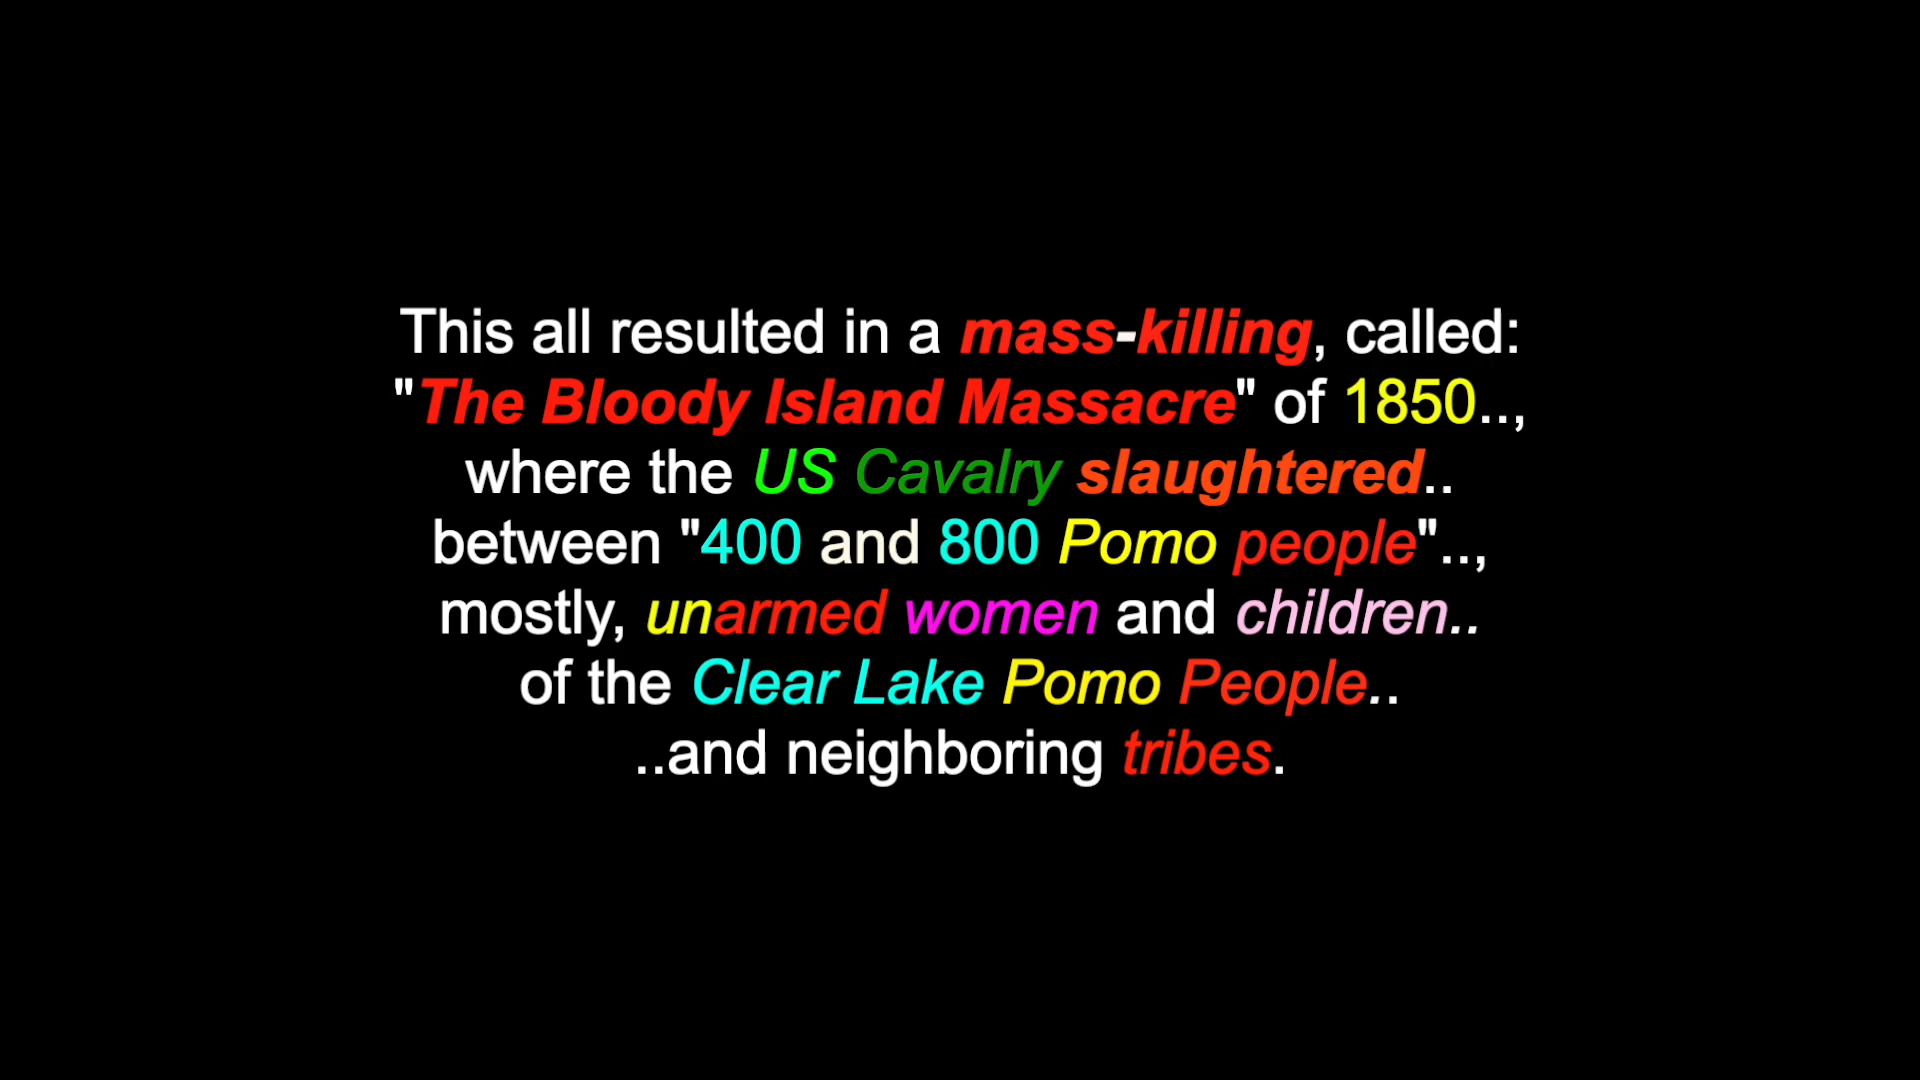 This all resulted in a mass-killing, called:
"The Bloody Island Massacre" of 1850..,
where the US Cavalry slaughtered..
between "400 and 800 Pomo people"..,
mostly, unarmed women and children..
of the Clear Lake Pomo People..
..and neighboring tribes.